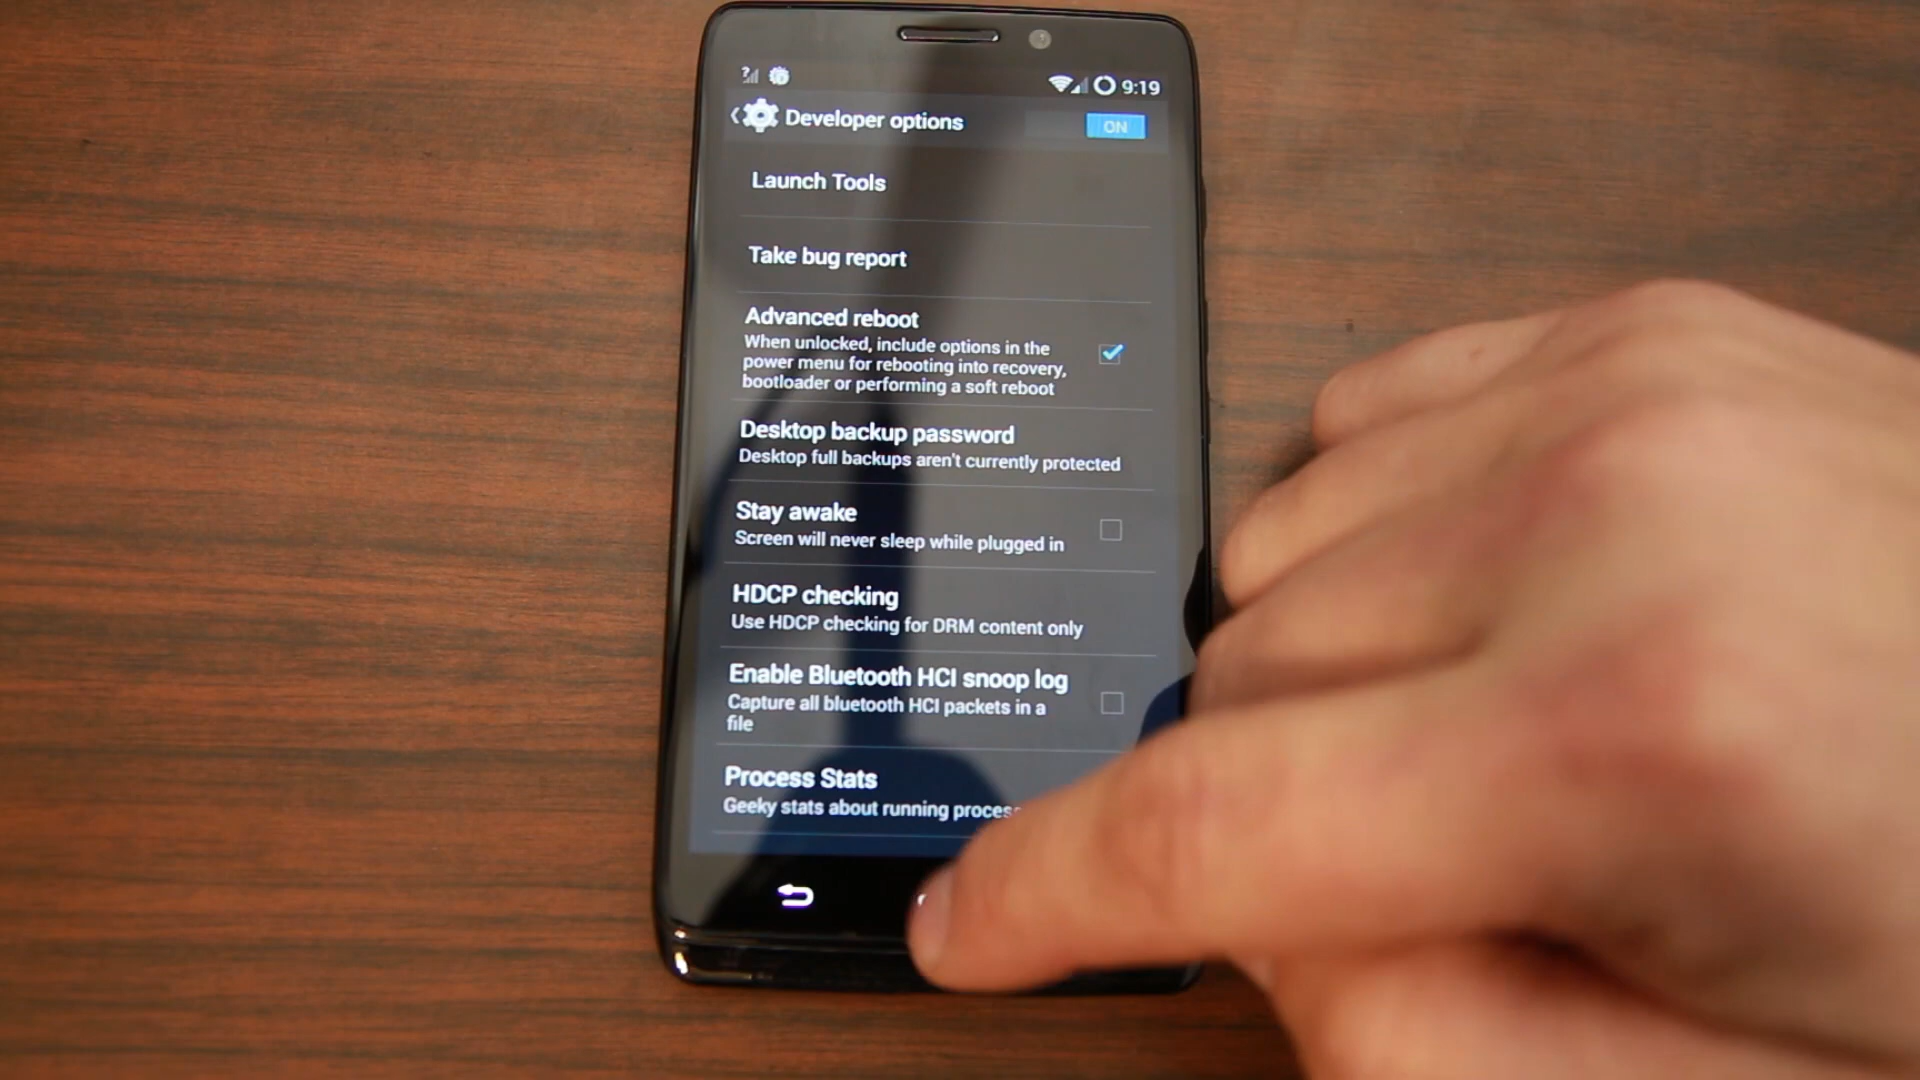 9:19
Developer options
ON
Launch Tools
Take bug report
Advanced reboot
When unlocked, include options in the
power menu for rebooting into recovery,
bootloader or performing a soft reboot
Desktop backup password
Desktop full backups aren't currently protected
Stay awake
Screen will never sleep while plugged in
HDCP checking
Use HDCP checking for DRM content only
Enable Bluetooth HCI snoop log
Capture all bluetooth HCI packets in a
file
Process Stats
Geeky stats about running